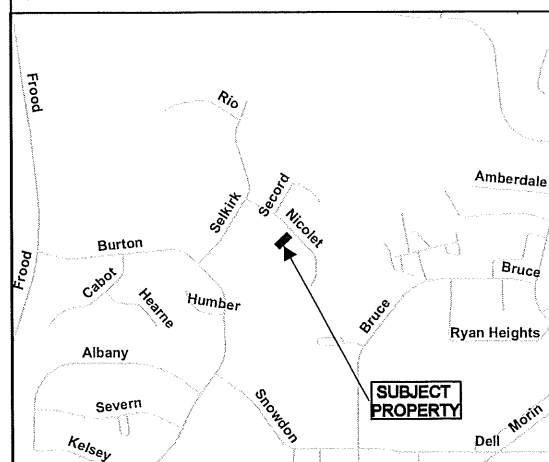 Frood
Rio
Amberdale
Secord
Selkirk
Nicolet
Burton
Frood
Cabot
Hearne
Humber
Bruce
Bruce
Ryan Heights
Albany
SUBJECT
PROPERTY
Severn
Snowdon
Morin
Dell
Kelsey